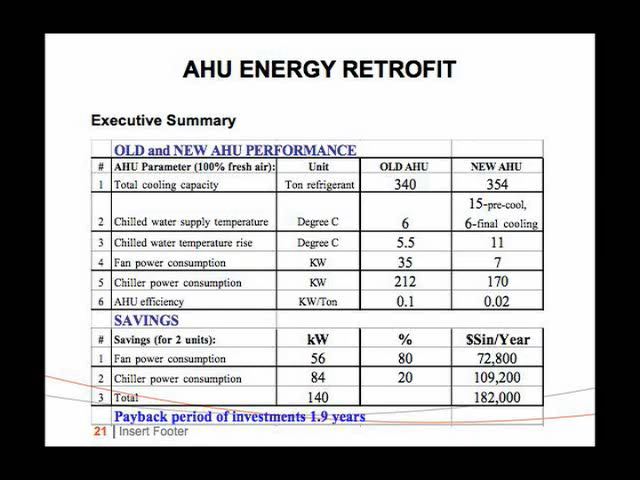 AHU ENERGY RETROFIT
Executive Summary
OLD and NEW AHU PERFORMANCE
# AHU Parameter (100% fresh air): Unit OLD AHU NEW AHU
1 Total cooling capacity Ton refrigerant 340 354
2 Chilled water supply temperature Degree C 6 15-pre-cool, 6-final cooling
3 Chilled water temperature rise Degree C 5.5 11
4 Fan power consumption KW 35 7
5 Chiller power consumption KW 212 170
6 AHU efficiency KW/Ton 0.1 0.02
SAVINGS
# Savings (for 2 units): kW % $Sin/Year
1 Fan power consumption 56 80 72,800
2 Chiller power consumption 84 20 109,200
3 Total 140 182,000
Payback period of investments 1.9 years
21 Insert Footer